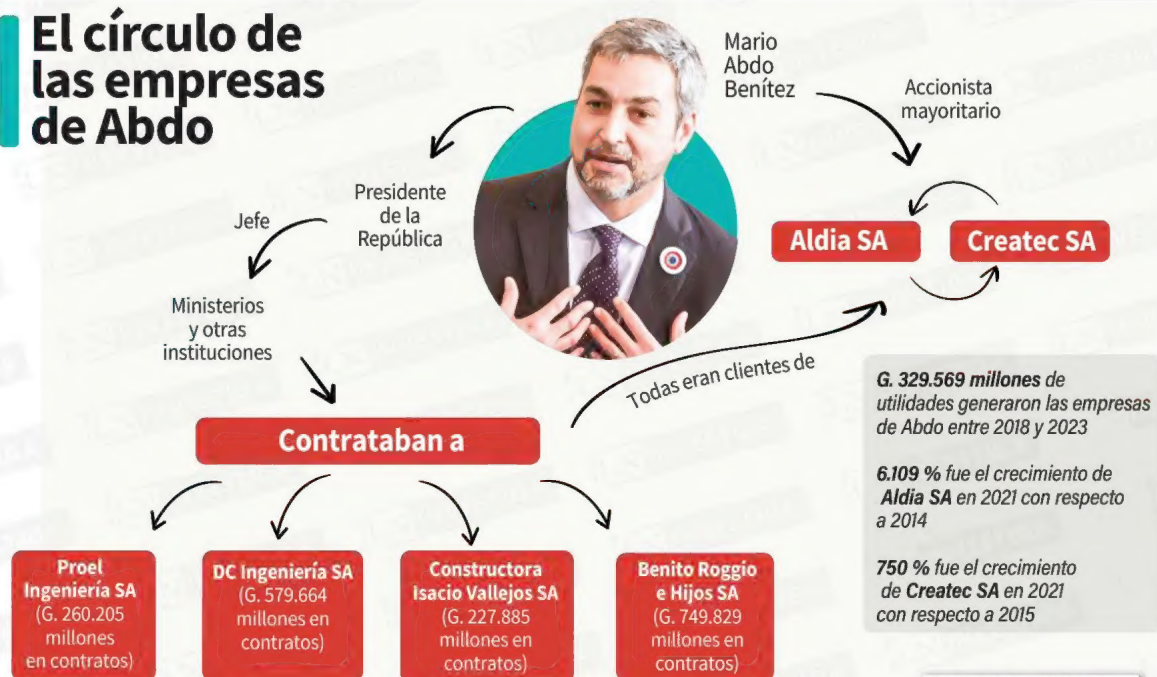 El círculo de
las empresas
de Abdo
Mario
Abdo
Benítez
Accionista
mayoritario
Presidente
de la
República
Jefe
Ministerios
y otras
instituciones
Aldia SA
Createc SA
Todas eran clientes de
Contrataban a
Proel
Ingeniería SA
(G. 260.205
millones
en contratos)
DC Ingeniería SA
(G. 579.664
millones en
contratos)
Constructora
Isacio Vallejos SA
(G. 227.885
millones en
contratos)
Benito Roggio
e Hijos SA
(G. 749.829
millones en
contratos)
G. 329.569 millones de
utilidades generaron las empresas
de Abdo entre 2018 y 2023
6.109 % fue el crecimiento de
Aldia SA en 2021 con respecto
a 2014
750 % fue el crecimiento
de Createc SA en 2021
con respecto a 2015